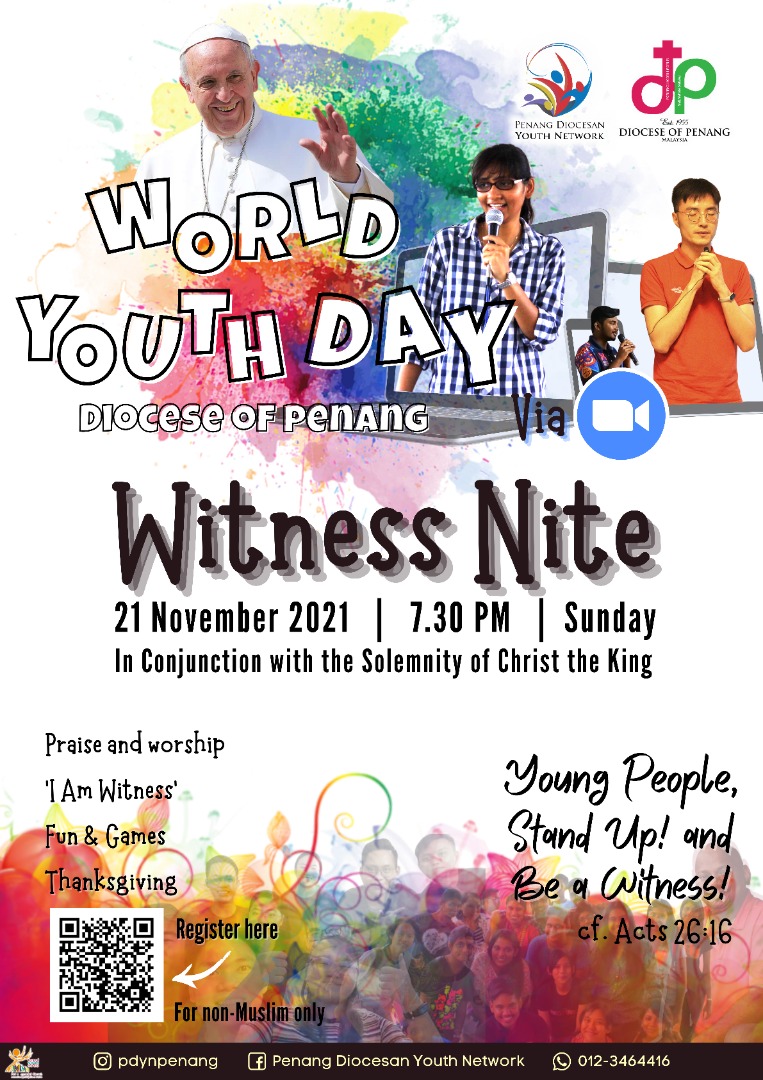 PENANG DIOCESAN
YOUTH NETWORK
dp
"Est. 1955
DIOCESE OF PENANG
MALAYSIA
WORLD
YOUTH DAY
DIOCESE OF PENANG
Via
Witness Nite
21 November 2021 | 7.30 PM | Sunday
In Conjunction with the Solemnity of Christ the King
Praise and worship
'I Am Witness'
Fun & Games
Thanksgiving
Young People,
Stand Up! and
Be a Witness!
cf. Acts 26:16
Register here
For non-Muslim only
pdynpenang
Penang Diocesan Youth Network
012-3464416